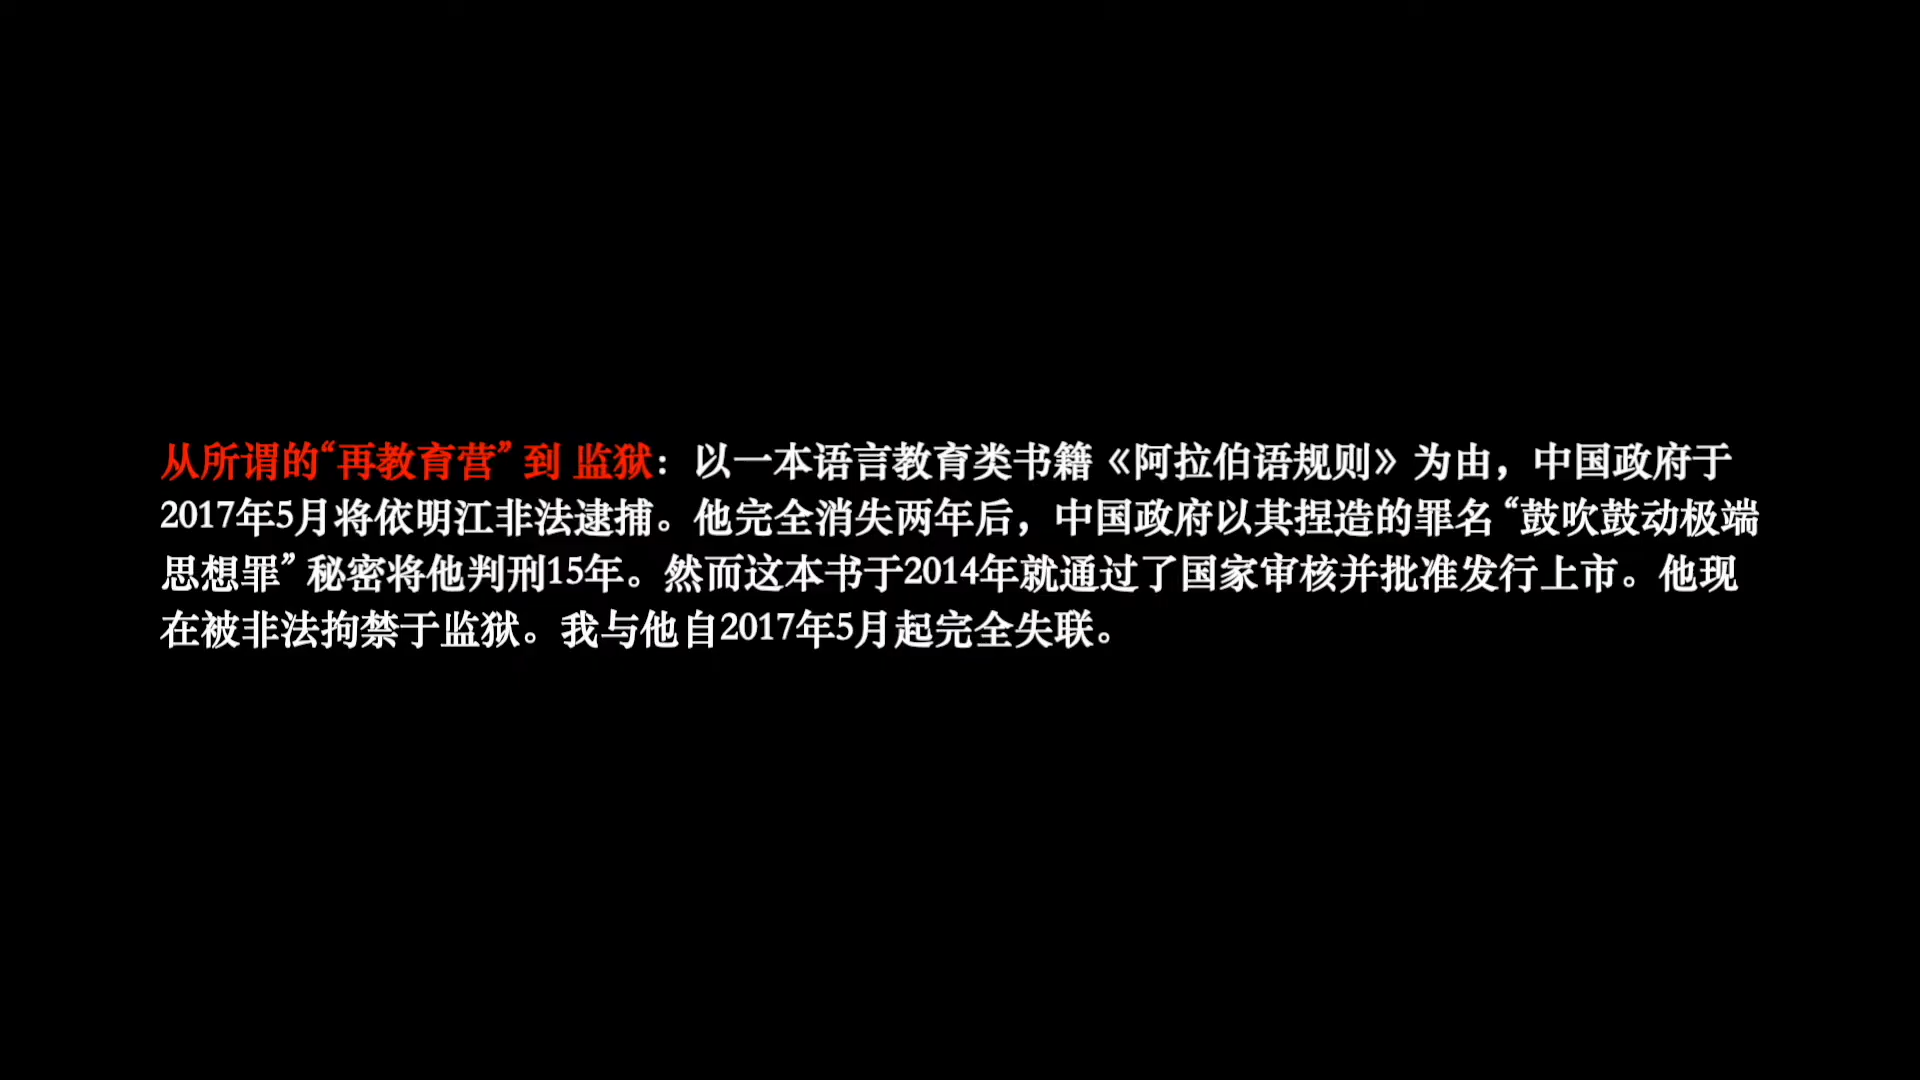 从所谓的“再教育营” 到 监狱：以一本语言教育类书籍《阿拉伯语规则》为由，中国政府于
2017年5月将依明江非法逮捕。他完全消失两年后，中国政府以其捏造的罪名 “鼓吹鼓动极端
思想罪” 秘密将他判刑15年。然而这本书于2014年就通过了国家审核并批准发行上市。他现
在被非法拘禁于监狱。我与他自2017年5月起完全失联。